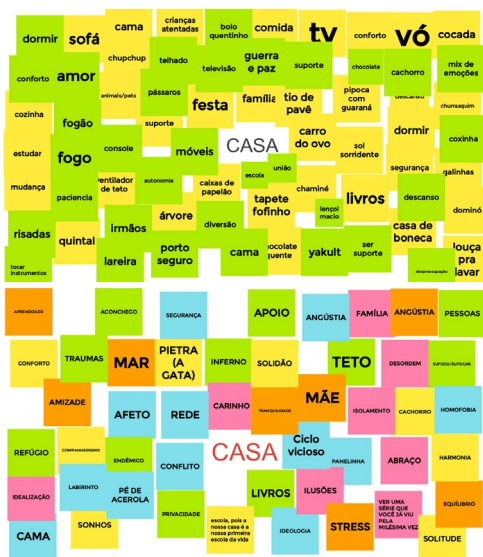 dormir
sofá
cama
crianças
atentadas
bolo
quentinho
comida
tv
conforto
vó
cocada
conforto
amor
chupchup
telhado
televisão
guerra
e paz
suporte
chocolate
cachorro
mix de
emoções
animais/pets
pássaros
cozinha
fogão
suporte
festa
família
tio de
pavê
pipoca
com
guaraná
descanso
churrasquim
estudar
fogo
console
móveis
CASA
carro
do ovo
sol
sorridente
dormir
coxinha
mudança
paciencia
ventilador
de teto
autonomia
caixas de
papelão
escola
união
chaminé
segurança
galinhas
livros
descanso
risadas
quintal
irmãos
árvore
diversão
tapete
fofinho
lençol
macio
casa de
boneca
dominó
tocar
instrumentos
lareira
porto
seguro
cama
yakult
ser
suporte
despreocupação
louça
pra
lavar
APRENDIZADO
ACONCHEGO
SEGURANÇA
APOIO
ANGÚSTIA
FAMÍLIA
ANGÚSTIA
PESSOAS
CONFORTO
TRAUMAS
MAR
PIETRA
(A
GATA)
INFERNO
SOLIDÃO
TETO
DESORDEM
SUFOCO/SUFOCAR
AMIZADE
AFETO
REDE
CARINHO
TRANQUILIDADE
MÃE
ISOLAMENTO
CACHORRO
HOMOFOBIA
REFÚGIO
COMPANHEIRISMO
ENDÊMICO
CONFLITO
CASA
Ciclo
vicioso
PANELINHA
ABRAÇO
HARMONIA
IDEALIZAÇÃO
LABIRINTO
PÉ DE
ACEROLA
PRIVACIDADE
LIVROS
ILUSÕES
VER UMA
SÉRIE QUE
VOCÊ JÁ VIU
PELA
MILÉSIMA VEZ
EQUILÍBRIO
CAMA
SONHOS
escola, pois a
nossa casa é a
nossa primeira
escola da vida
IDEOLOGIA
STRESS
SOLITUDE